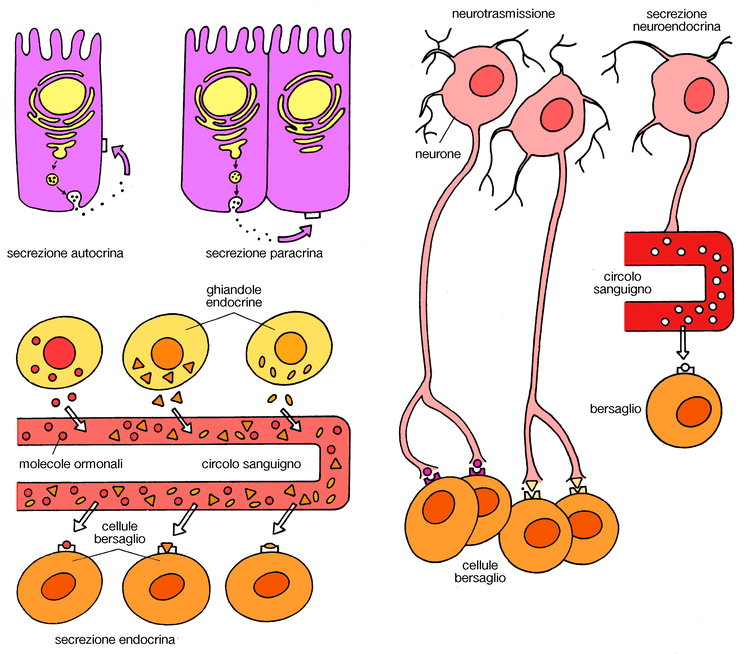 neurotrasmissione
secrezione
neuroendocrina
neurone
secrezione autocrina
secrezione paracrina
circolo
sanguigno
ghiandole
endocrine
bersaglio
molecole ormonali
circolo sanguigno
cellule
bersaglio
cellule
bersaglio
secrezione endocrina